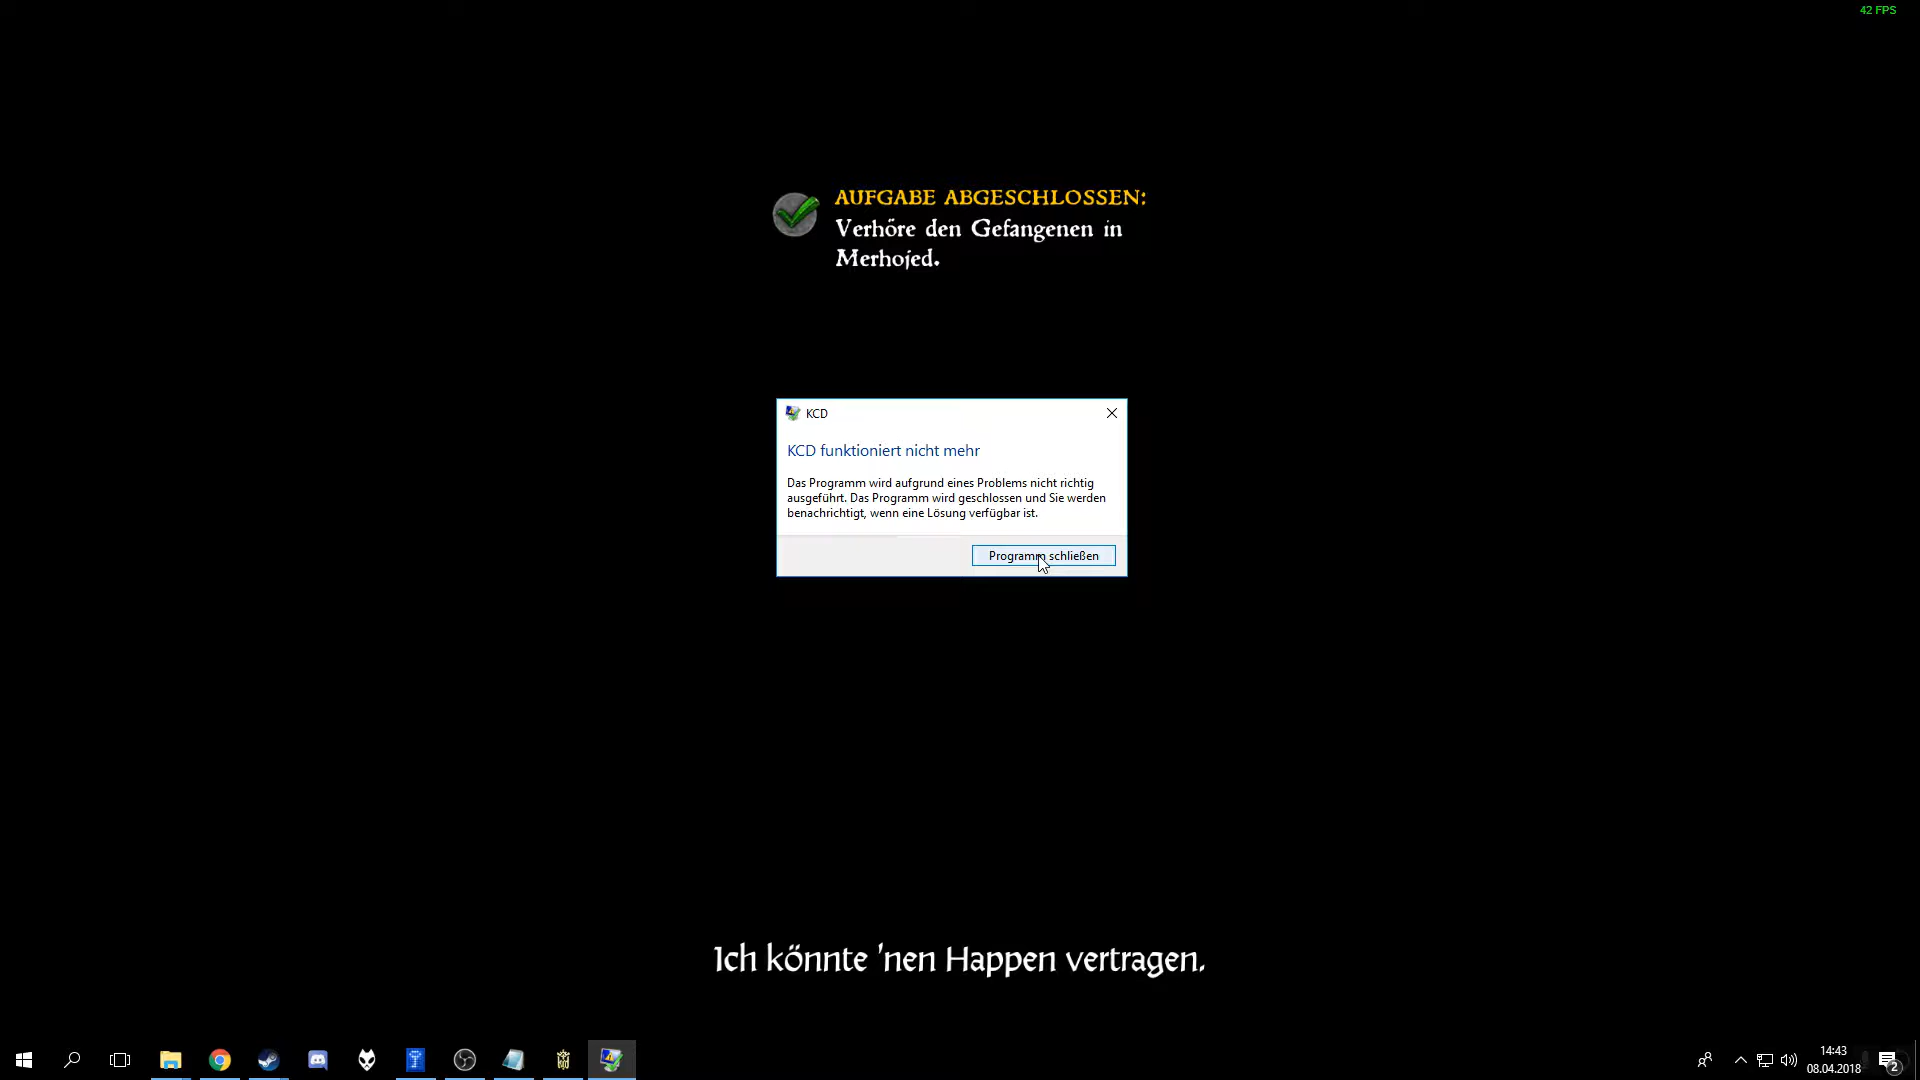 42 FPS
AUFGABE ABGESCHLOSSEN:
Verhöre den Gefangenen in
Merhojed.
KCD
KCD funktioniert nicht mehr
Das Programm wird aufgrund eines Problems nicht richtig
ausgeführt. Das Programm wird geschlossen und Sie werden
benachrichtigt, wenn eine Lösung verfügbar ist.
Programm schließen
Ich könnte 'nen Happen vertragen.
14:43
08.04.2018
2